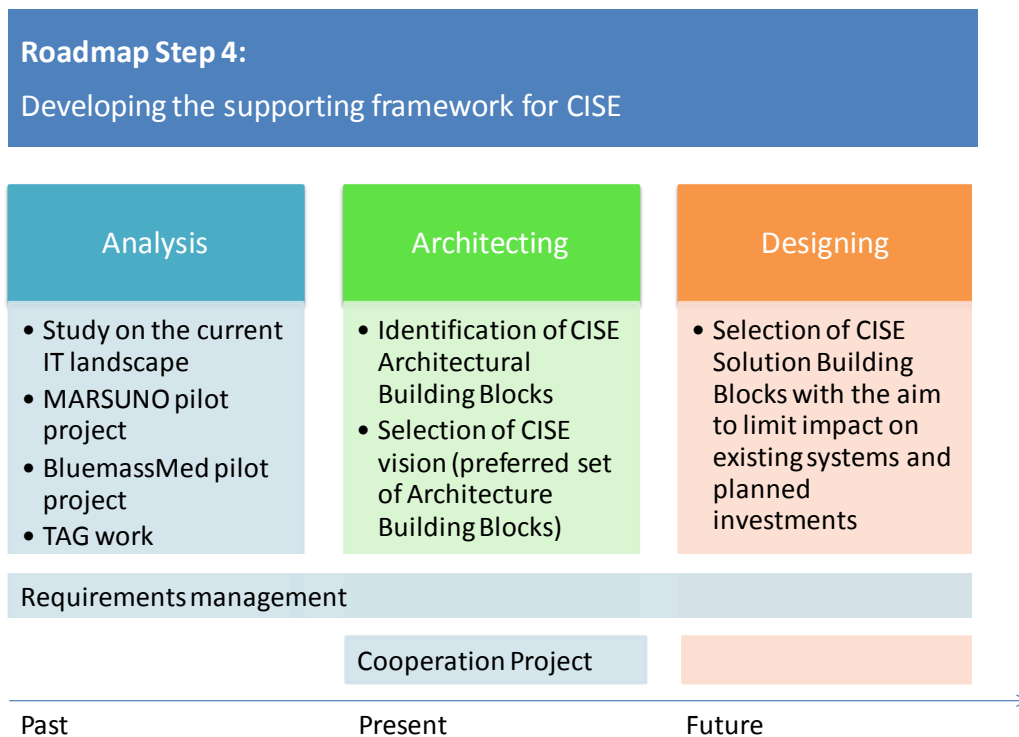 Roadmap Step 4:
Developing the supporting framework for CISE
Analysis
• Study on the current
IT landscape
• MARSUNO pilot
project
• BluemassMed pilot
project
• TAG work
Architecting
• Identification of CISE
Architectural
Building Blocks
• Selection of CISE
vision (preferred set
of Architecture
Building Blocks)
Designing
• Selection of CISE
Solution Building
Blocks with the aim
to limit impact on
existing systems and
planned
investments
Requirements management
Cooperation Project
Past
Present
Future